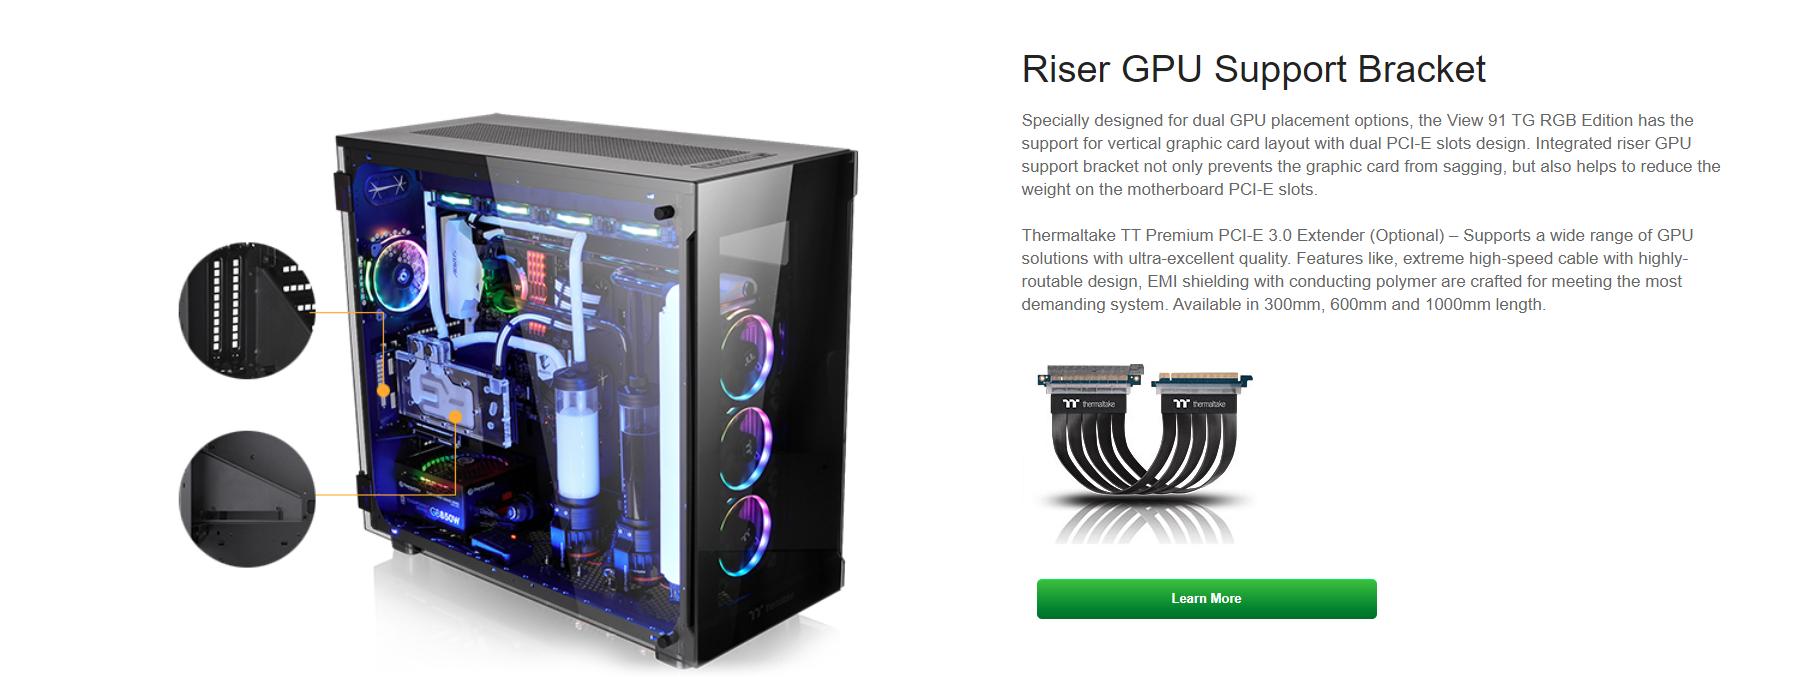 Riser GPU Support Bracket
Specially designed for dual GPU placement options, the View 91 TG RGB Edition has the
support for vertical graphic card layout with dual PCI-E slots design. Integrated riser GPU
support bracket not only prevents the graphic card from sagging, but also helps to reduce the
weight on the motherboard PCI-E slots.
Thermaltake TT Premium PCI-E 3.0 Extender (Optional) – Supports a wide range of GPU
solutions with ultra-excellent quality. Features like, extreme high-speed cable with highly-
routable design, EMI shielding with conducting polymer are crafted for meeting the most
demanding system. Available in 300mm, 600mm and 1000mm length.
thermaltake thermaltake
850W
thermaltake
Learn More